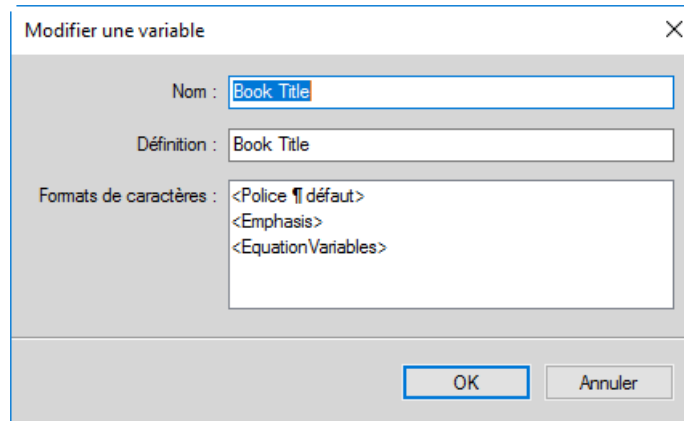 Modifier une variable
Nom : Book Title
Définition : Book Title
Formats de caractères : <Police ¶ défaut>
<Emphasis>
<EquationVariables>
OK Annuler